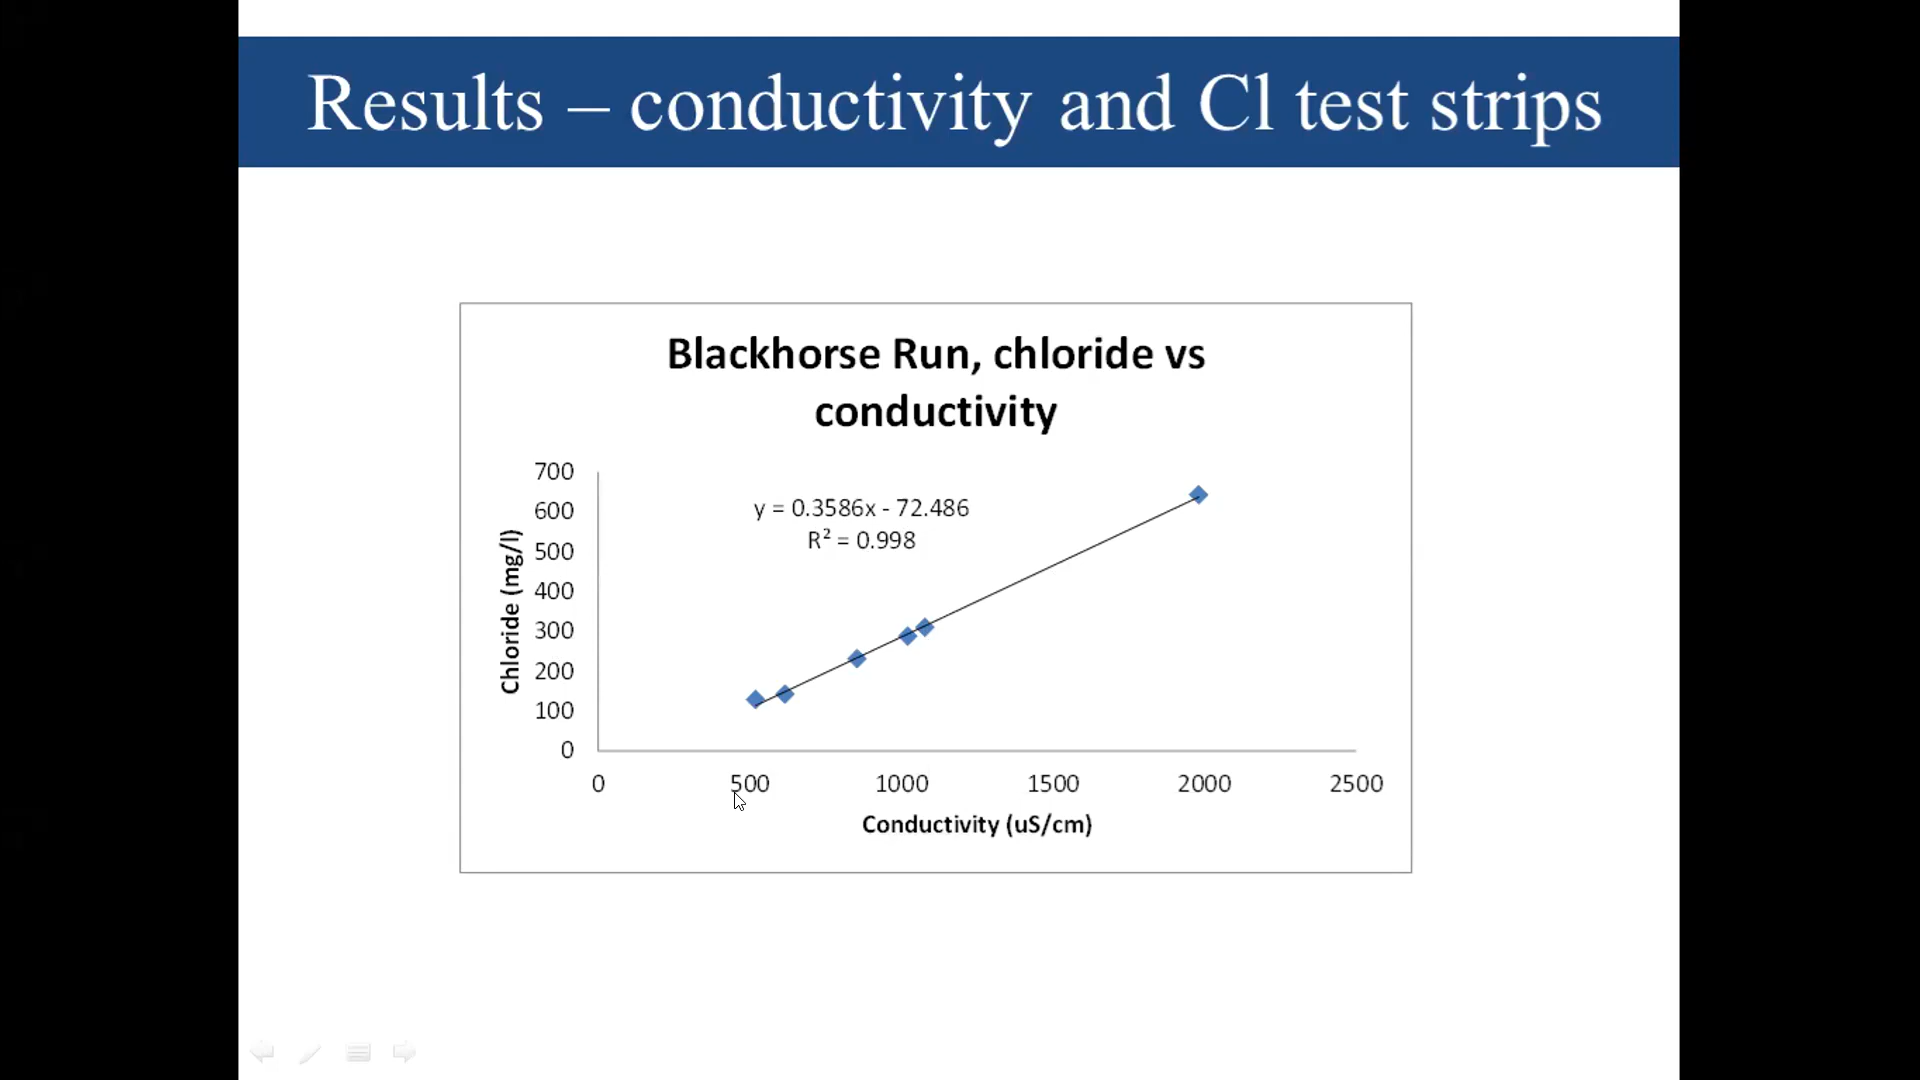 Results – conductivity and Cl test strips
Blackhorse Run, chloride vs
conductivity
y = 0.3586x - 72.486
R² = 0.998
Chloride (mg/l)
700
600
500
400
300
200
100
0
0 500 1000 1500 2000 2500
Conductivity (uS/cm)